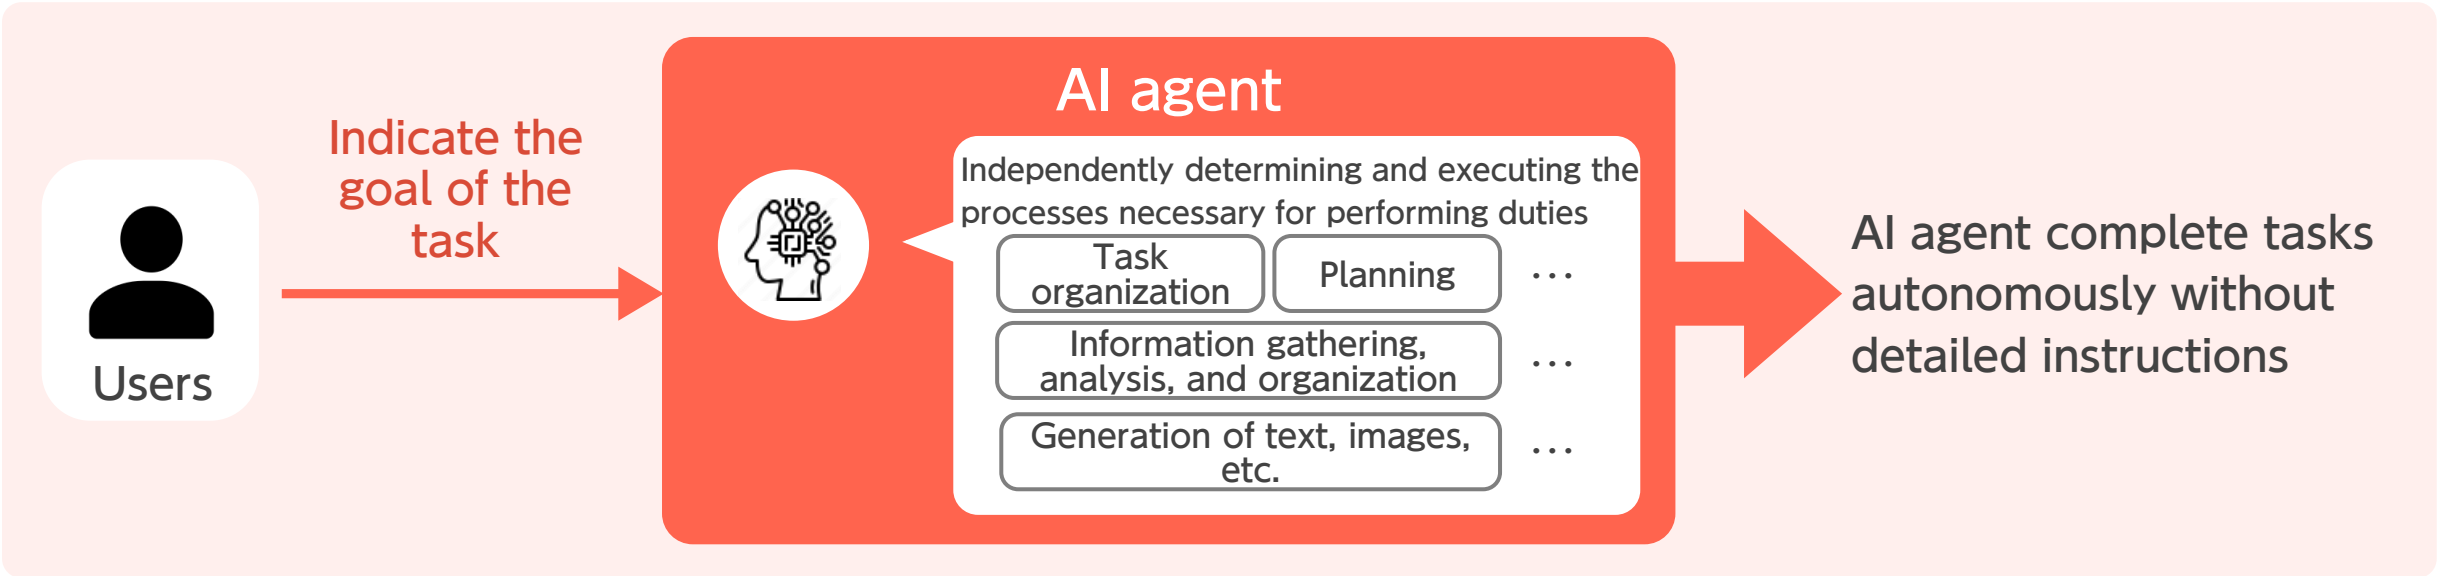 Users
Indicate the
goal of the
task
AI agent
Independently determining and executing the
processes necessary for performing duties
Task
organization
Planning
...
Information gathering,
analysis, and organization
...
Generation of text, images,
etc.
...
AI agent complete tasks
autonomously without
detailed instructions